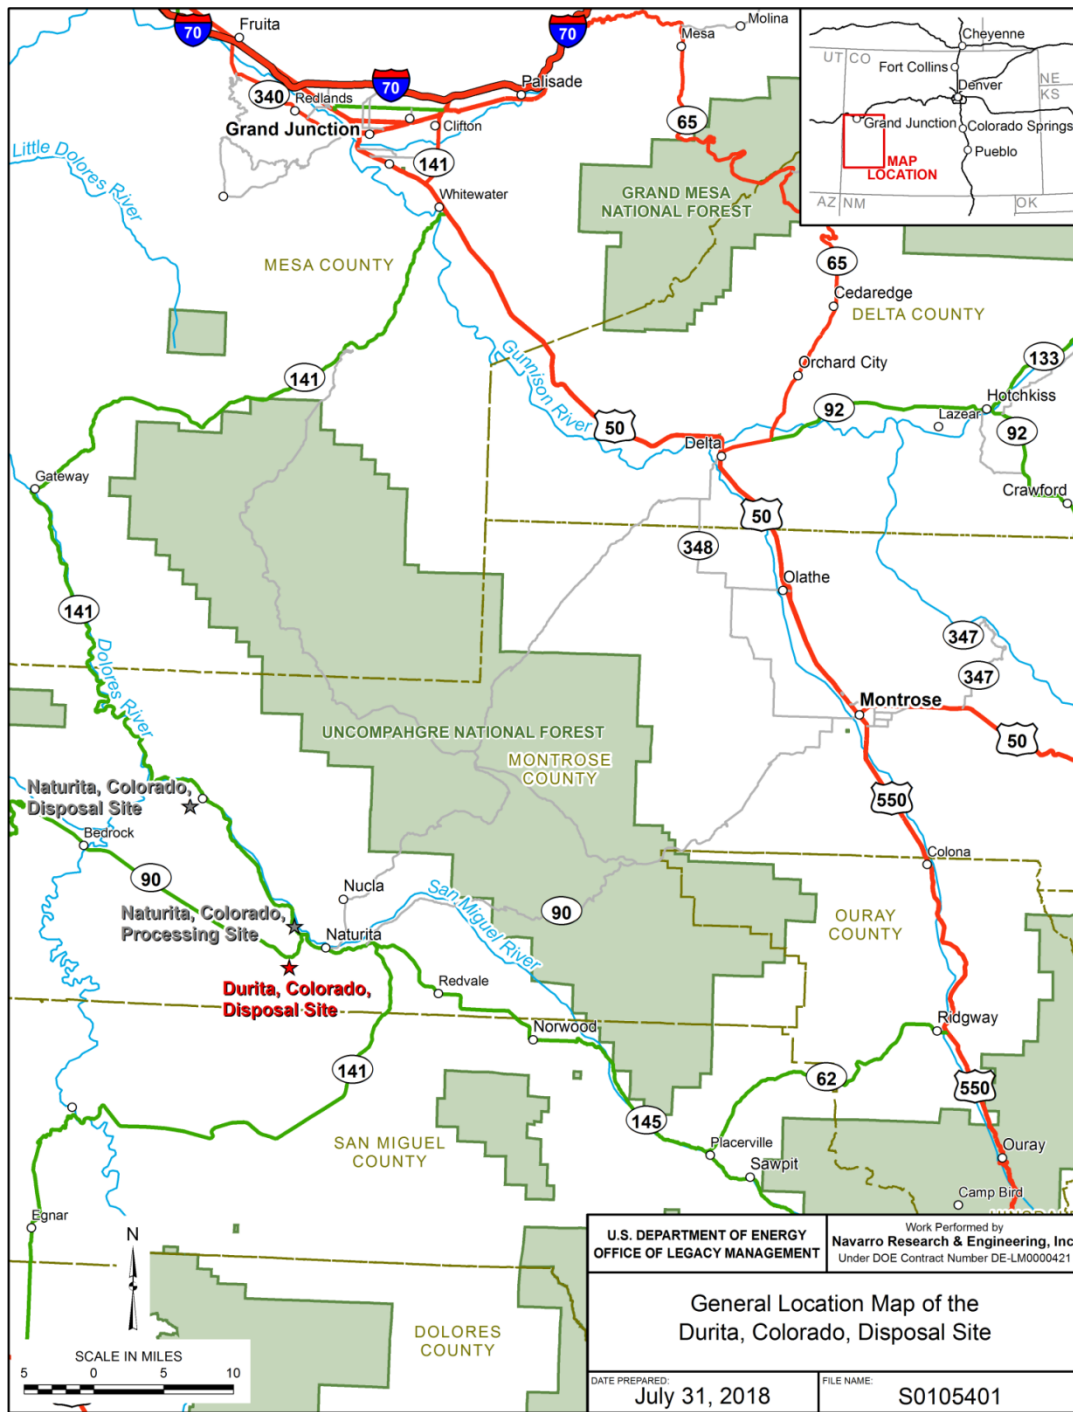 Fruita
70
70
70
Molina
Mesa
340
Redlands
Palisade
Grand Junction
Clifton
141
65
Little Dolores River
Whitewater
GRAND MESA
NATIONAL FOREST
Cheyenne
UT
CO
Fort Collins
NE
KS
Denver
Grand Junction
Colorado Springs
MAP
LOCATION
Pueblo
AZ
NM
OK
MESA COUNTY
65
Cedaredge
DELTA COUNTY
Gunnison River
Orchard City
133
141
Hotchkiss
92
Lazear
50
92
Delta
Crawford
Gateway
50
348
Olathe
141
347
Dolores River
347
Montrose
UNCOMPAHGRE NATIONAL FOREST
50
MONTROSE
COUNTY
Naturita, Colorado,
Disposal Site
550
Bedrock
Colona
90
Nucla
San Miguel River
90
Naturita, Colorado,
Processing Site
OURAY
COUNTY
Naturita
Durita, Colorado,
Disposal Site
Redvale
Norwood
Ridgway
141
62
550
145
SAN MIGUEL
COUNTY
Placerville
Sawpit
Ouray
Camp Bird
Egnar
N
DOLORES
COUNTY
SCALE IN MILES
5 0 5 10
U.S. DEPARTMENT OF ENERGY
OFFICE OF LEGACY MANAGEMENT
Work Performed by
Navarro Research & Engineering, Inc
Under DOE Contract Number DE-LM0000421
General Location Map of the
Durita, Colorado, Disposal Site
DATE PREPARED:
July 31, 2018
FILE NAME:
S0105401